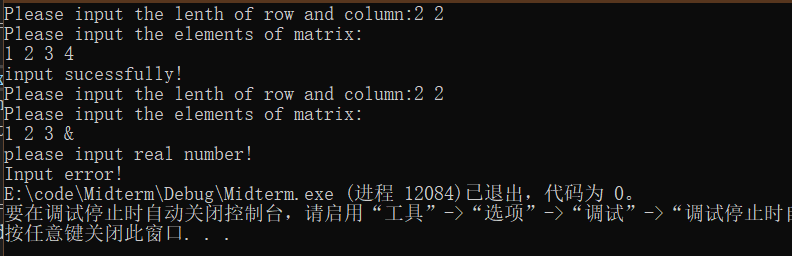 Please input the lenth of row and column:2 2
Please input the elements of matrix:
1 2 3 4
input sucessfully!
Please input the lenth of row and column:2 2
Please input the elements of matrix:
1 2 3 &
please input real number!
Input error!
E:\code\Midterm\Debug\Midterm.exe (进程 12084)已退出，代码为 0。
要在调试停止时自动关闭控制台，请启用“工具”->“选项”->“调试”->“调试停止时自
按任意键关闭此窗口. . .